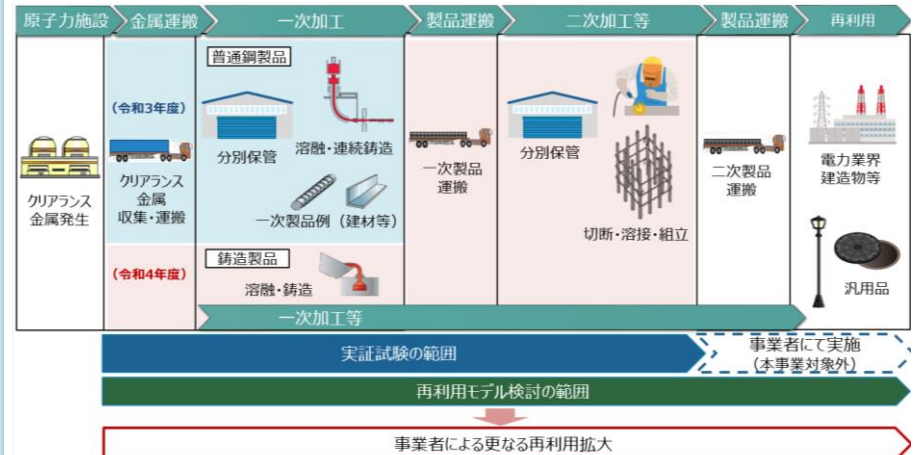 原子力施設
金属運搬
一次加工
製品運搬
二次加工等
製品運搬
再利用
クリアランス
金属発生
(令和3年度)
クリアランス
金属
収集・運搬
(令和4年度)
普通鋼製品
分別保管
溶融・連続鋳造
一次製品例(建材等)
鋳造製品
溶融・鋳造
一次製品
運搬
分別保管
切断・溶接・組立
二次製品
運搬
電力業界
建造物等
汎用品
一次加工等
実証試験の範囲
事業者にて実施
(本事業対象外)
再利用モデル検討の範囲
事業者による更なる再利用拡大